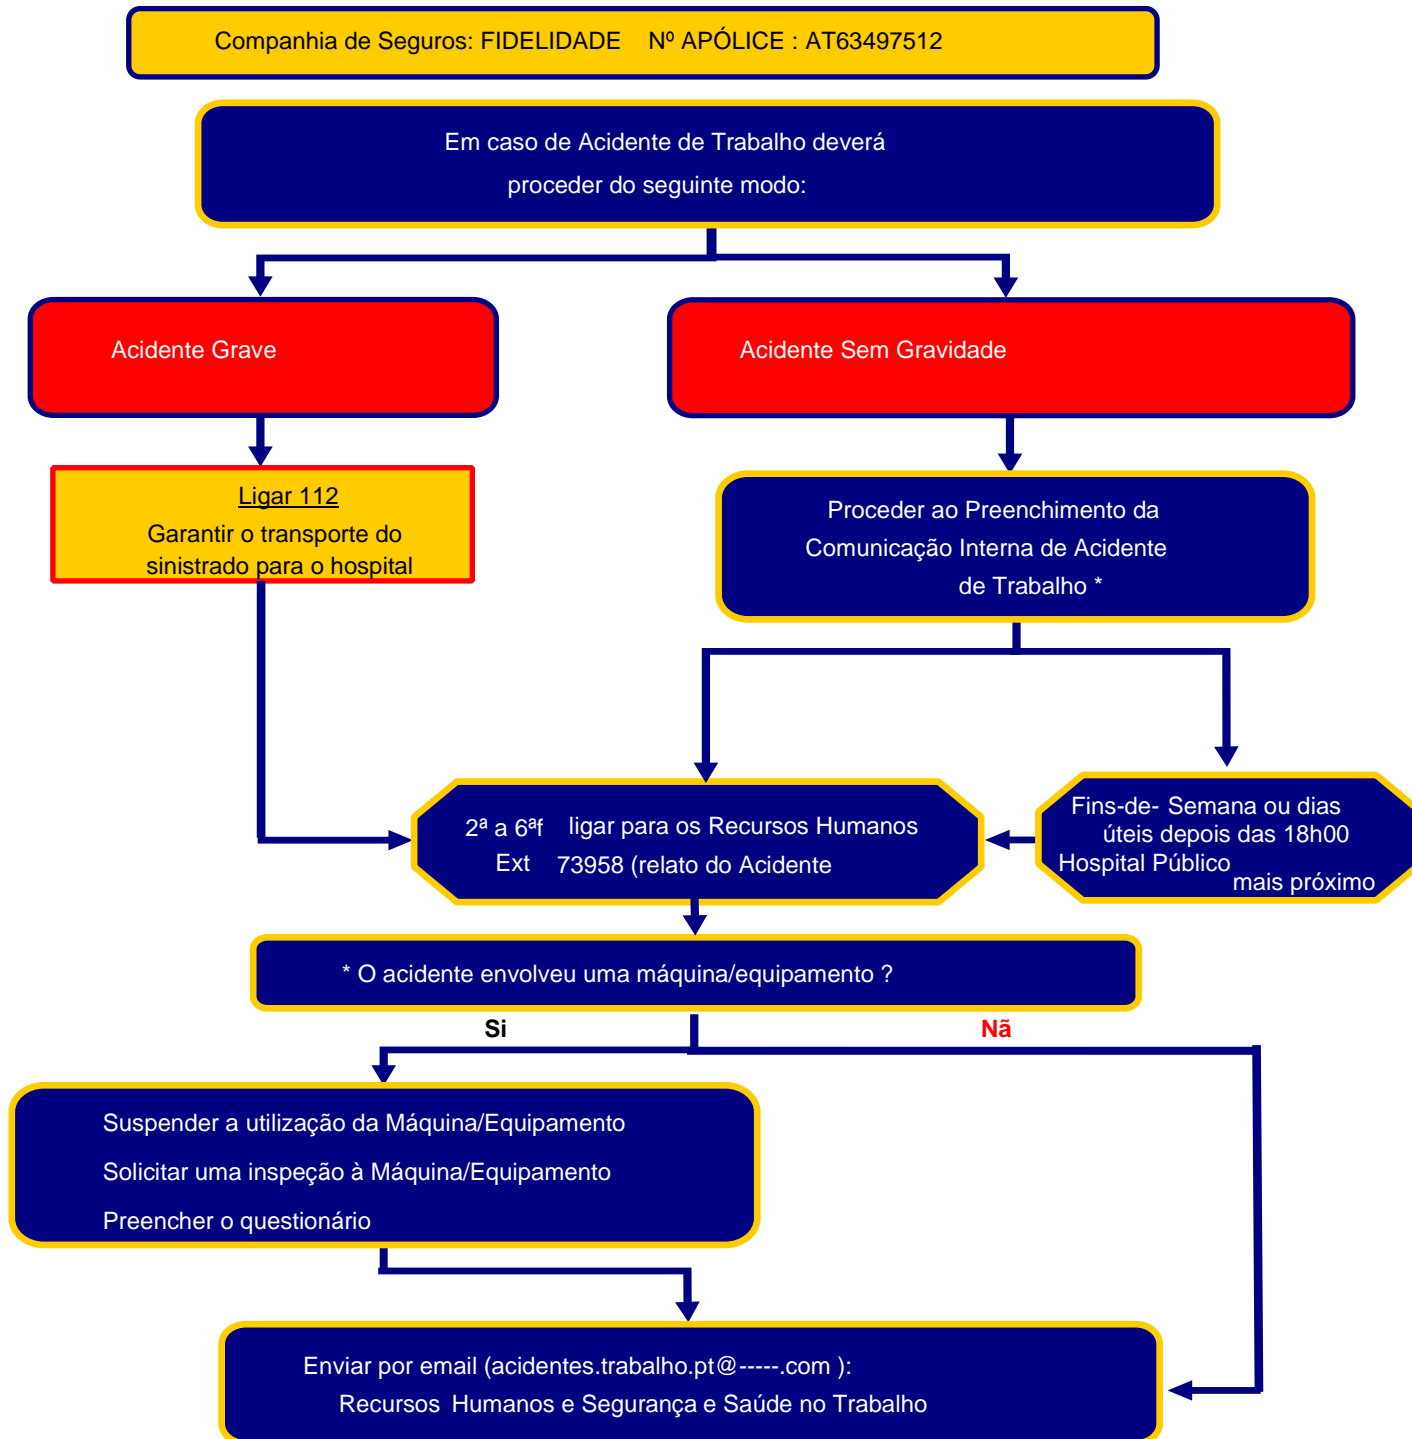 Companhia de Seguros: FIDELIDADE Nº APÓLICE : AT63497512
Em caso de Acidente de Trabalho deverá
proceder do seguinte modo:
Acidente Grave
Acidente Sem Gravidade
Ligar 112
Garantir o transporte do
sinistrado para o hospital
Proceder ao Preenchimento da
Comunicação Interna de Acidente
de Trabalho *
2ª a 6ªf ligar para os Recursos Humanos
Ext 73958 (relato do Acidente
Fins-de- Semana ou dias
úteis depois das 18h00
Hospital Público
mais próximo
* O acidente envolveu uma máquina/equipamento ?
Si
Nã
Suspender a utilização da Máquina/Equipamento
Solicitar uma inspeção à Máquina/Equipamento
Preencher o questionário
Enviar por email (acidentes.trabalho.pt@-----.com ):
Recursos Humanos e Segurança e Saúde no Trabalho